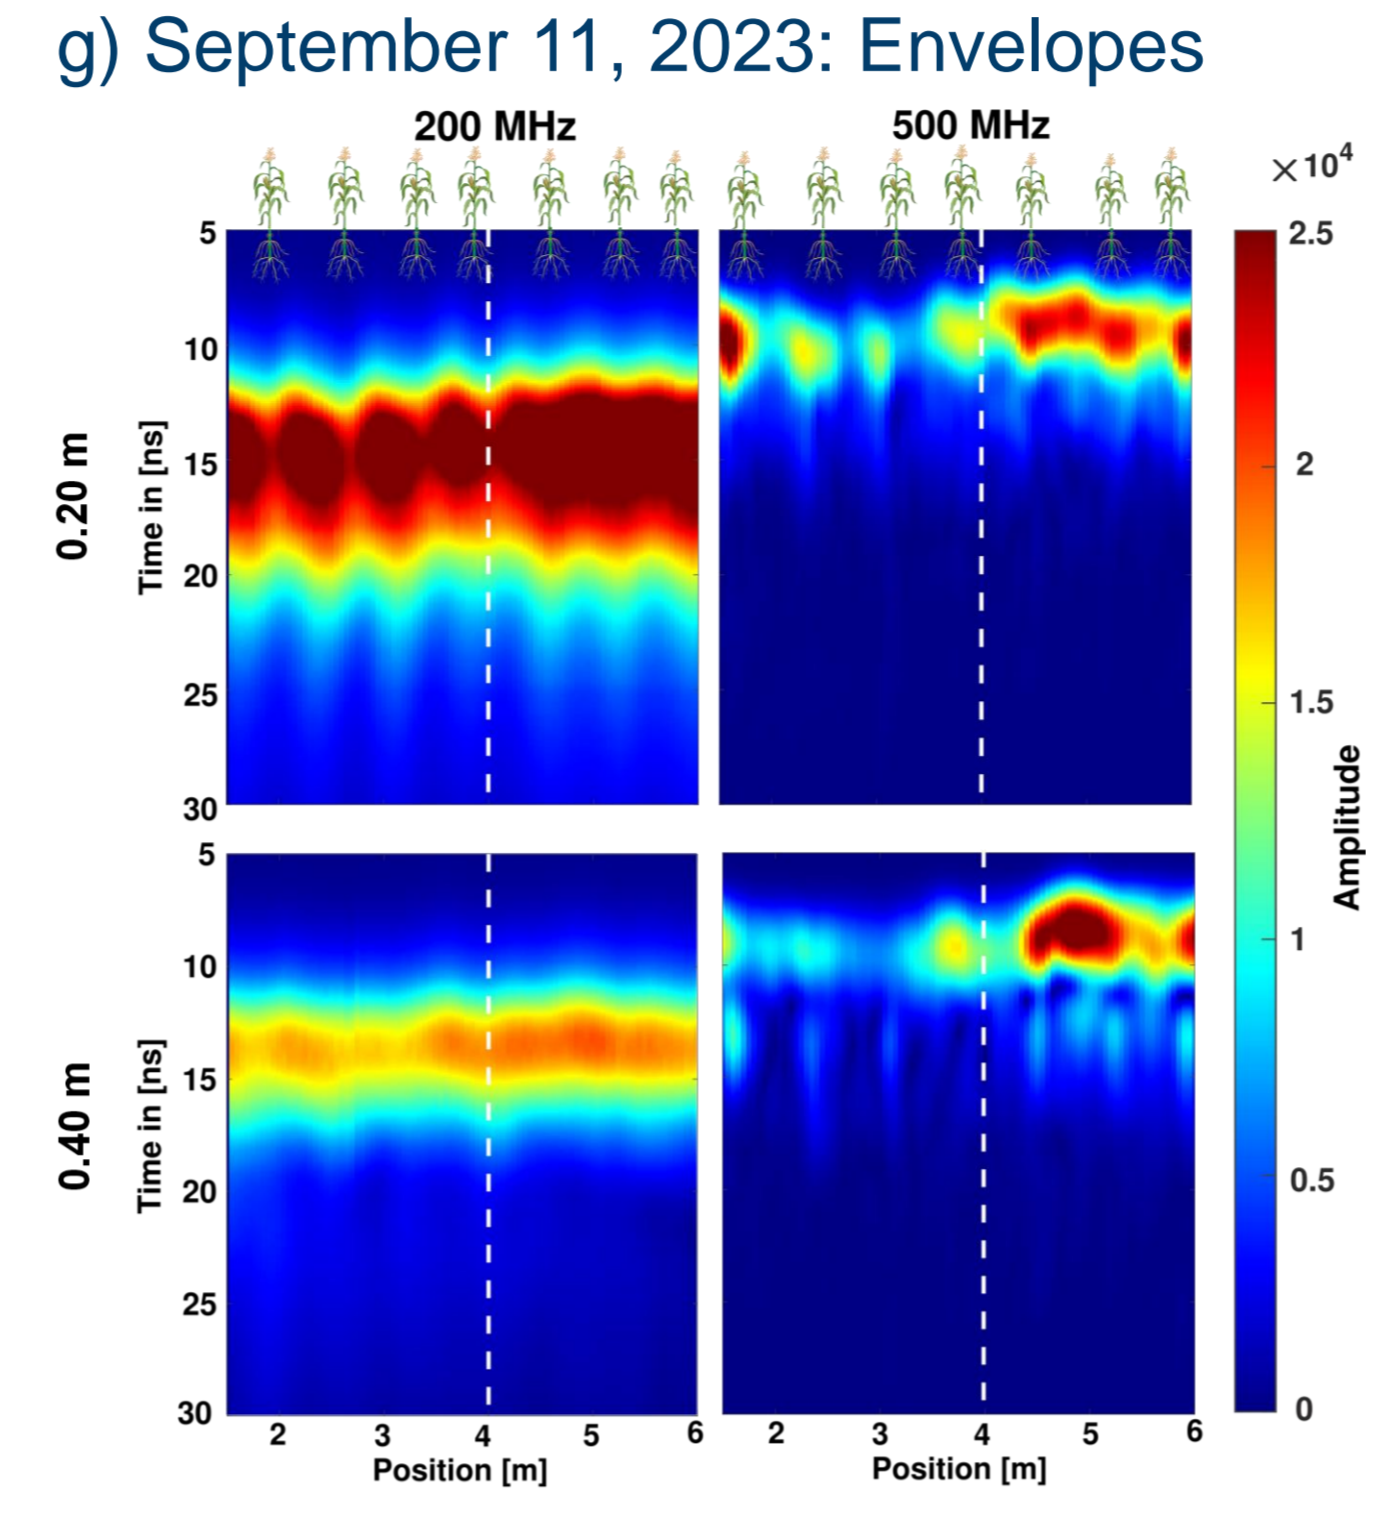 g) September 11, 2023: Envelopes
200 MHz
500 MHz
×10⁴
0.20 m
Time in [ns]
5
10
15
20
25
30
0.40 m
Time in [ns]
5
10
15
20
25
30
2 3 4 5 6
Position [m]
2 3 4 5 6
Position [m]
2.5
2
1.5
1
0.5
0
Amplitude